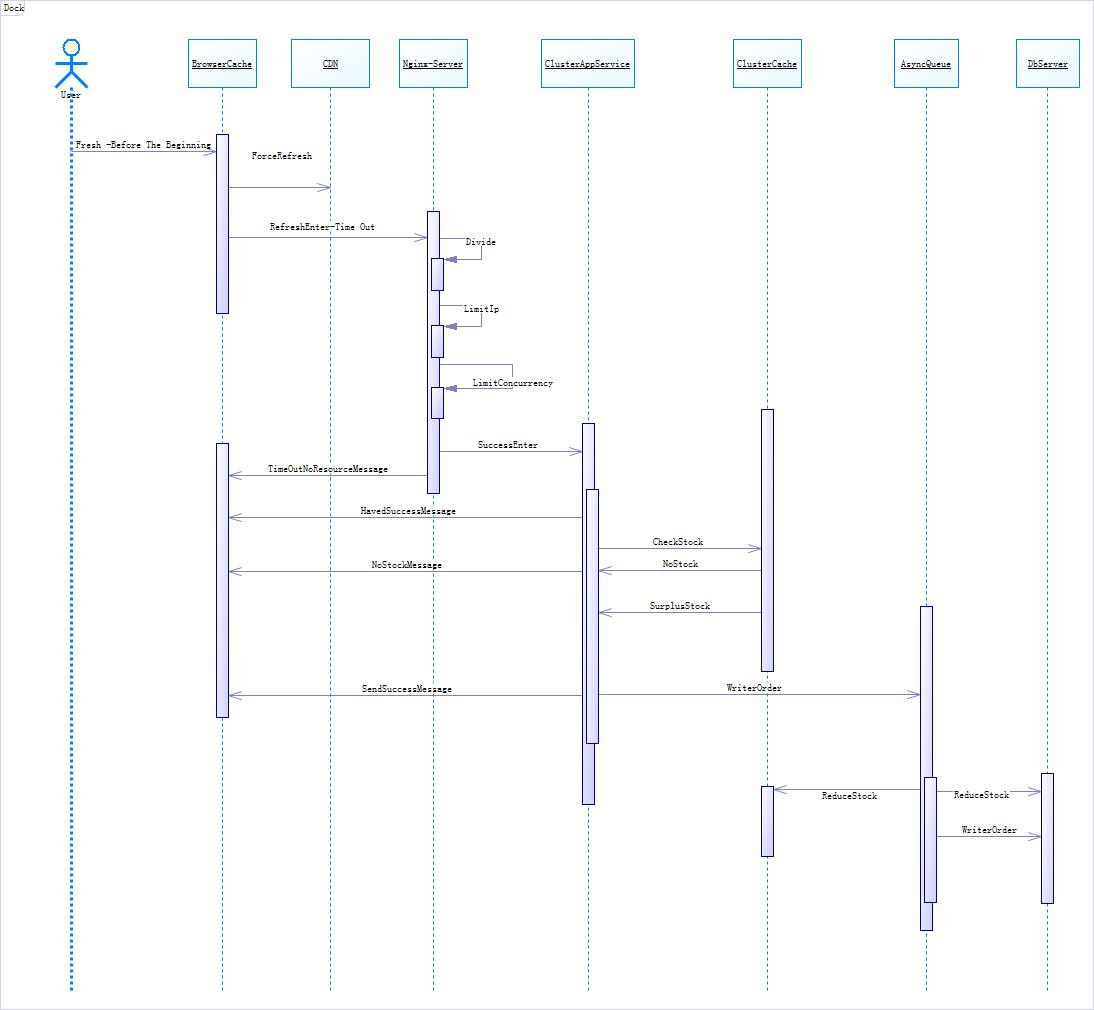 Dock
User
BrowserCache
CDN
Nginx-Server
ClusterAppService
ClusterCache
AsyncQueue
DbServer
Fresh -Before The Beginning
ForceRefresh
RefreshEnter-Time Out
Divide
LimitIp
LimitConcurrency
SuccessEnter
TimeOutNoResourceMessage
HavedSuccessMessage
CheckStock
NoStockMessage
NoStock
SurplusStock
SendSuccessMessage
WriterOrder
ReduceStock
ReduceStock
WriterOrder